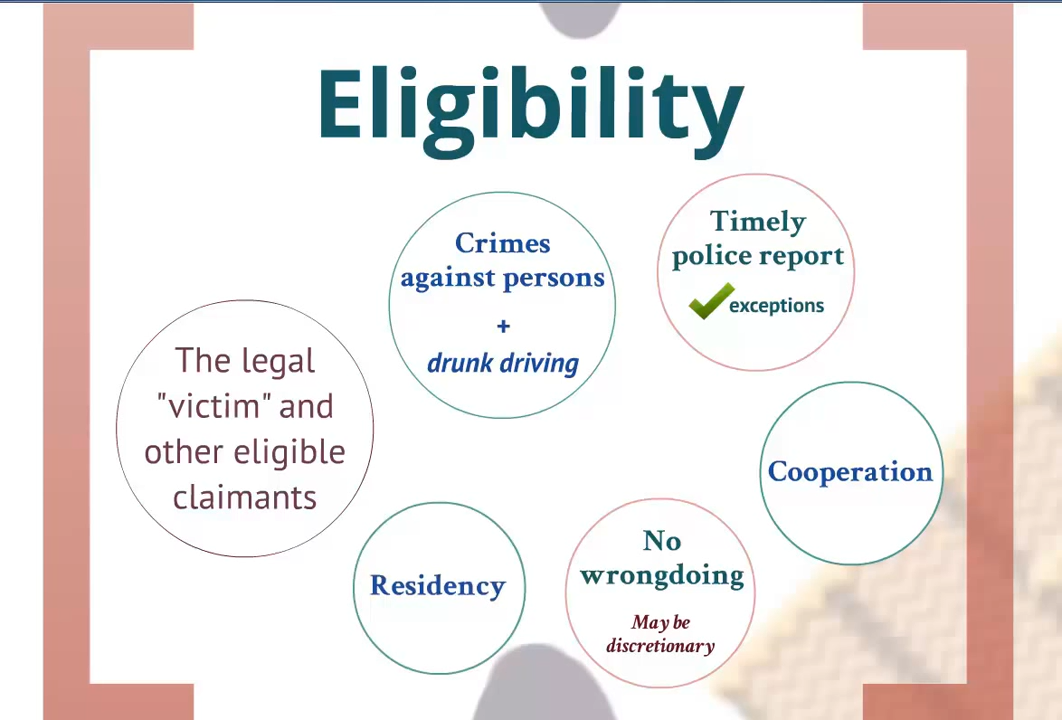 Eligibility
The legal
"victim" and
other eligible
claimants
Crimes
against persons
+
drunk driving
Timely
police report
exceptions
Cooperation
No
wrongdoing
May be
discretionary
Residency